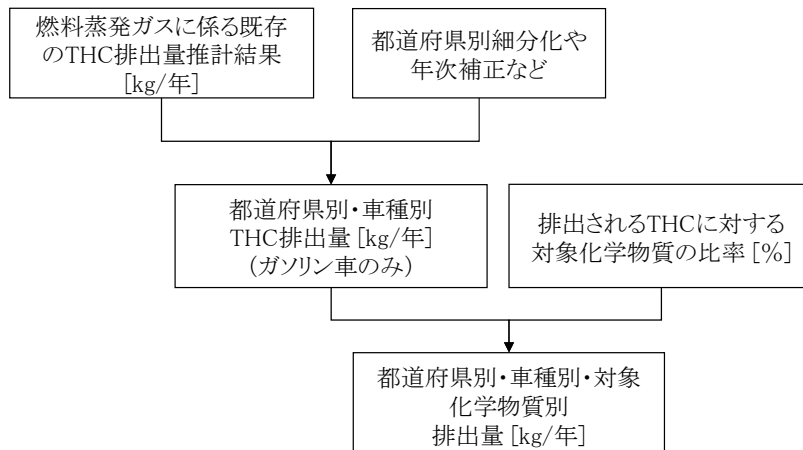 燃料蒸発ガスに係る既存
のTHC排出量推計結果
[kg/年]
都道府県別細分化や
年次補正など
都道府県別・車種別
THC排出量[kg/年]
(ガソリン車のみ)
排出されるTHCに対する
対象化学物質の比率[%]
都道府県別・車種別・対象
化学物質別
排出量[kg/年]